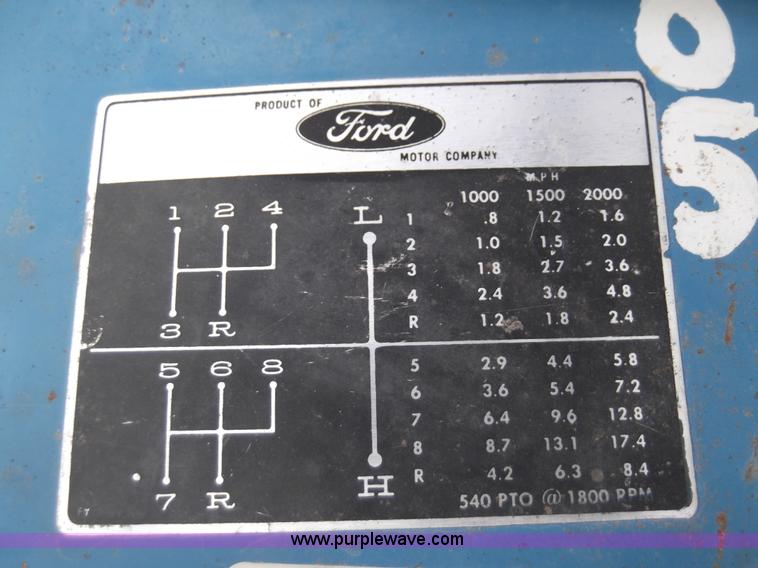 PRODUCT OF
Ford
MOTOR COMPANY
MPH
1000 1500 2000
1 2 4
L
3 R
1 .8 1.2 1.6
2 1.0 1.5 2.0
3 1.8 2.7 3.6
4 2.4 3.6 4.8
R 1.2 1.8 2.4
5 6 8
7 R
H
5 2.9 4.4 5.8
6 3.6 5.4 7.2
7 6.4 9.6 12.8
8 8.7 13.1 17.4
R 4.2 6.3 8.4
540 PTO @ 1800 RPM
05
www.purplewave.com